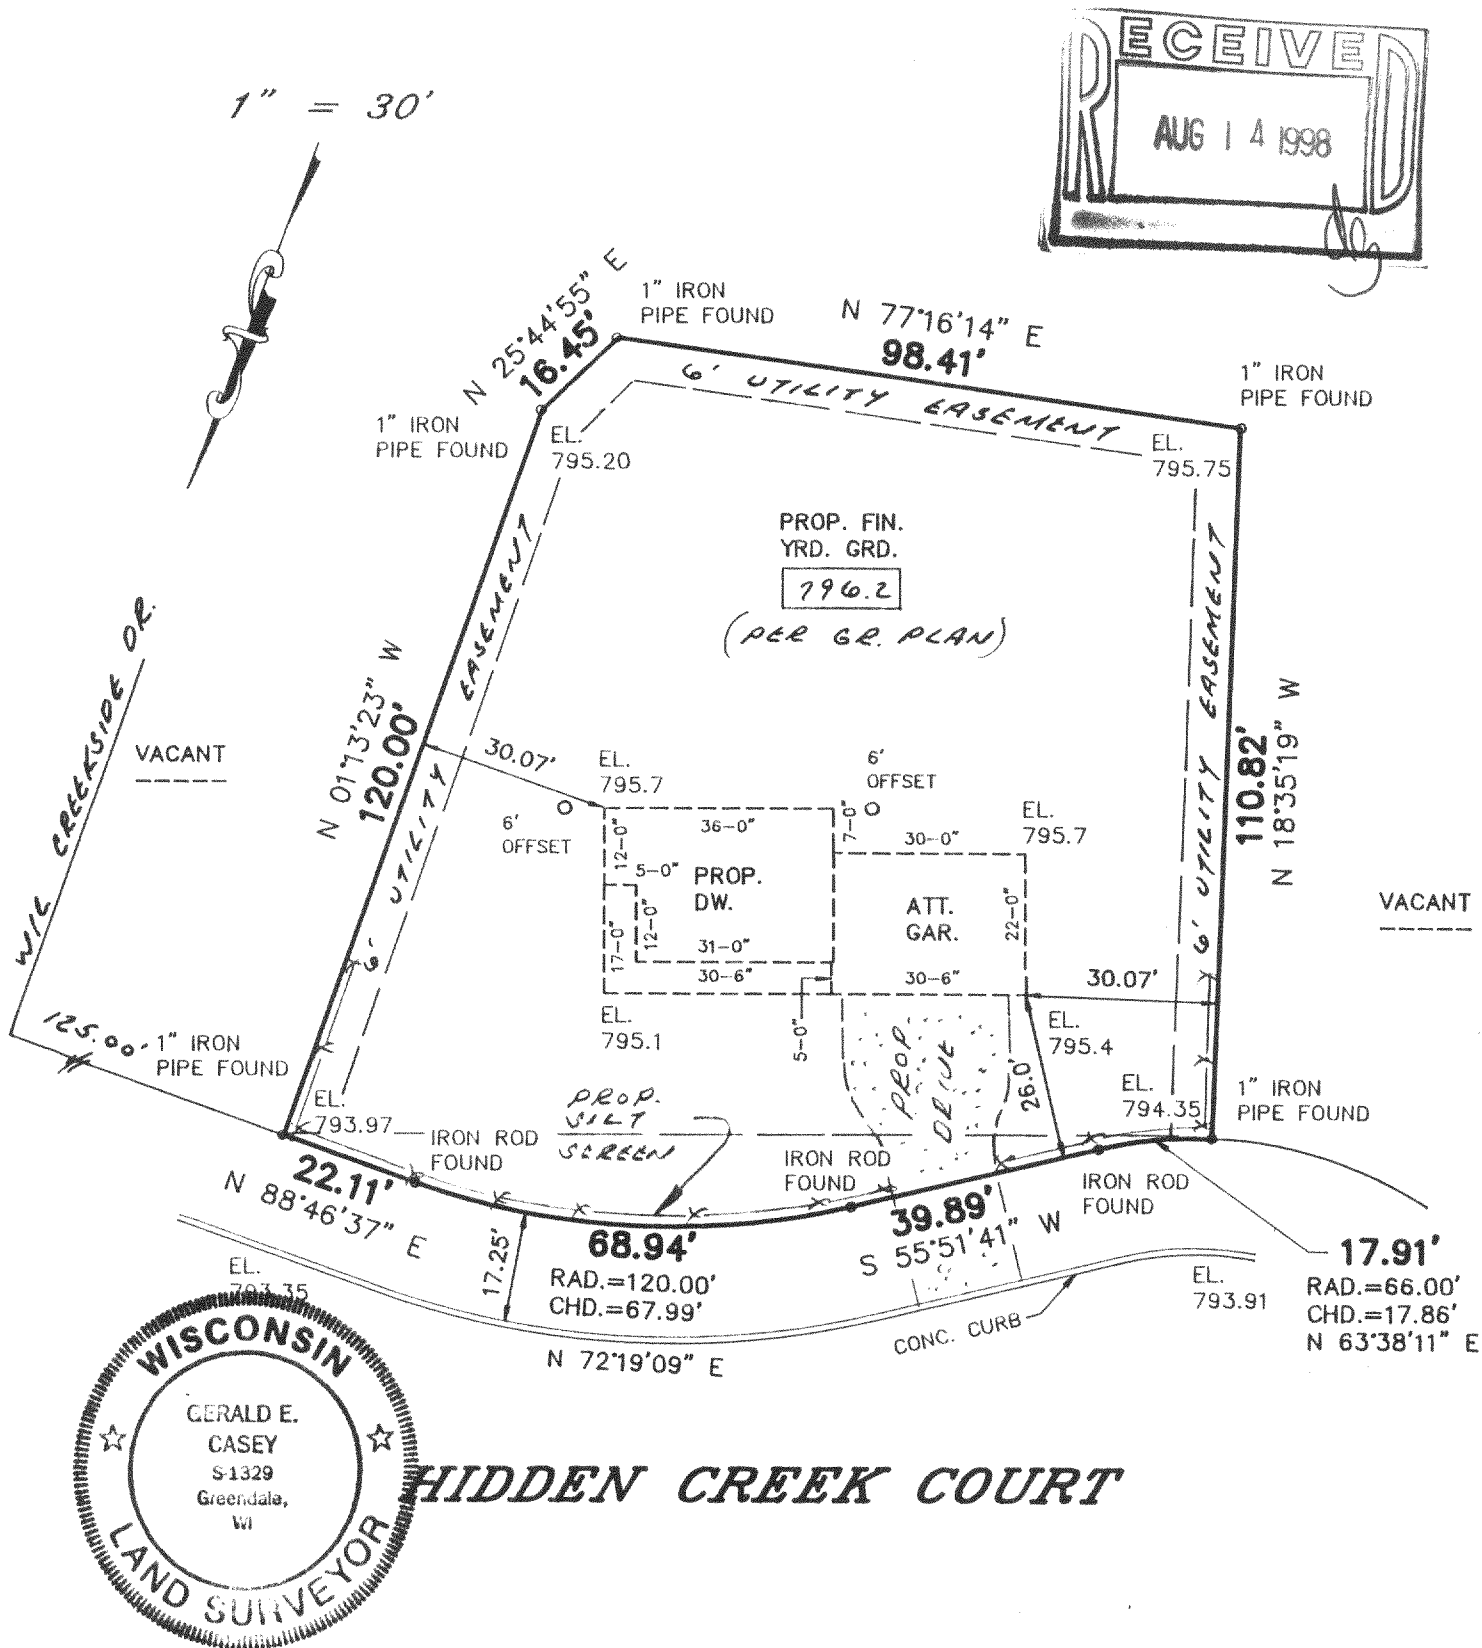 RECEIVED
AUG 14 1998
1" = 30'
N 25°44'55" E
16.45'
1" IRON
PIPE FOUND
N 77°16'14" E
98.41'
1" IRON
PIPE FOUND
1" IRON
PIPE FOUND
6' UTILITY EASEMENT
EL.
795.20
EL.
795.75
PROP. FIN.
YRD. GRD.
796.2
(PER GR. PLAN)
W'LY CREEKSIDE DR.
VACANT
N 01°13'23" W
120.00'
6' UTILITY EASEMENT
30.07'
EL.
795.7
6'
OFFSET
6'
OFFSET
36-0"
7-0"
30-0"
EL.
795.7
12-0"
5-0"
PROP.
DW.
12-0"
17-0"
31-0"
30-6"
ATT.
GAR.
22-0"
30-6"
5-0"
6' UTILITY EASEMENT
110.82'
N 18°35'19" W
VACANT
30.07'
EL.
795.1
EL.
795.4
26.0'
PROP
DRIVE
125.00'
1" IRON
PIPE FOUND
EL.
793.97
IRON ROD
FOUND
PROP.
SILT
SCREEN
EL.
794.35
1" IRON
PIPE FOUND
IRON ROD
FOUND
IRON ROD
FOUND
22.11'
N 88°46'37" E
17.25'
68.94'
RAD.=120.00'
CHD.=67.99'
N 72°19'09" E
39.89'
S 55°51'41" W
17.91'
RAD.=66.00'
CHD.=17.86'
N 63°38'11" E
EL.
793.35
EL.
793.91
CONC. CURB
WISCONSIN
GERALD E.
CASEY
S-1329
Greendale,
WI
LAND SURVEYOR
HIDDEN CREEK COURT